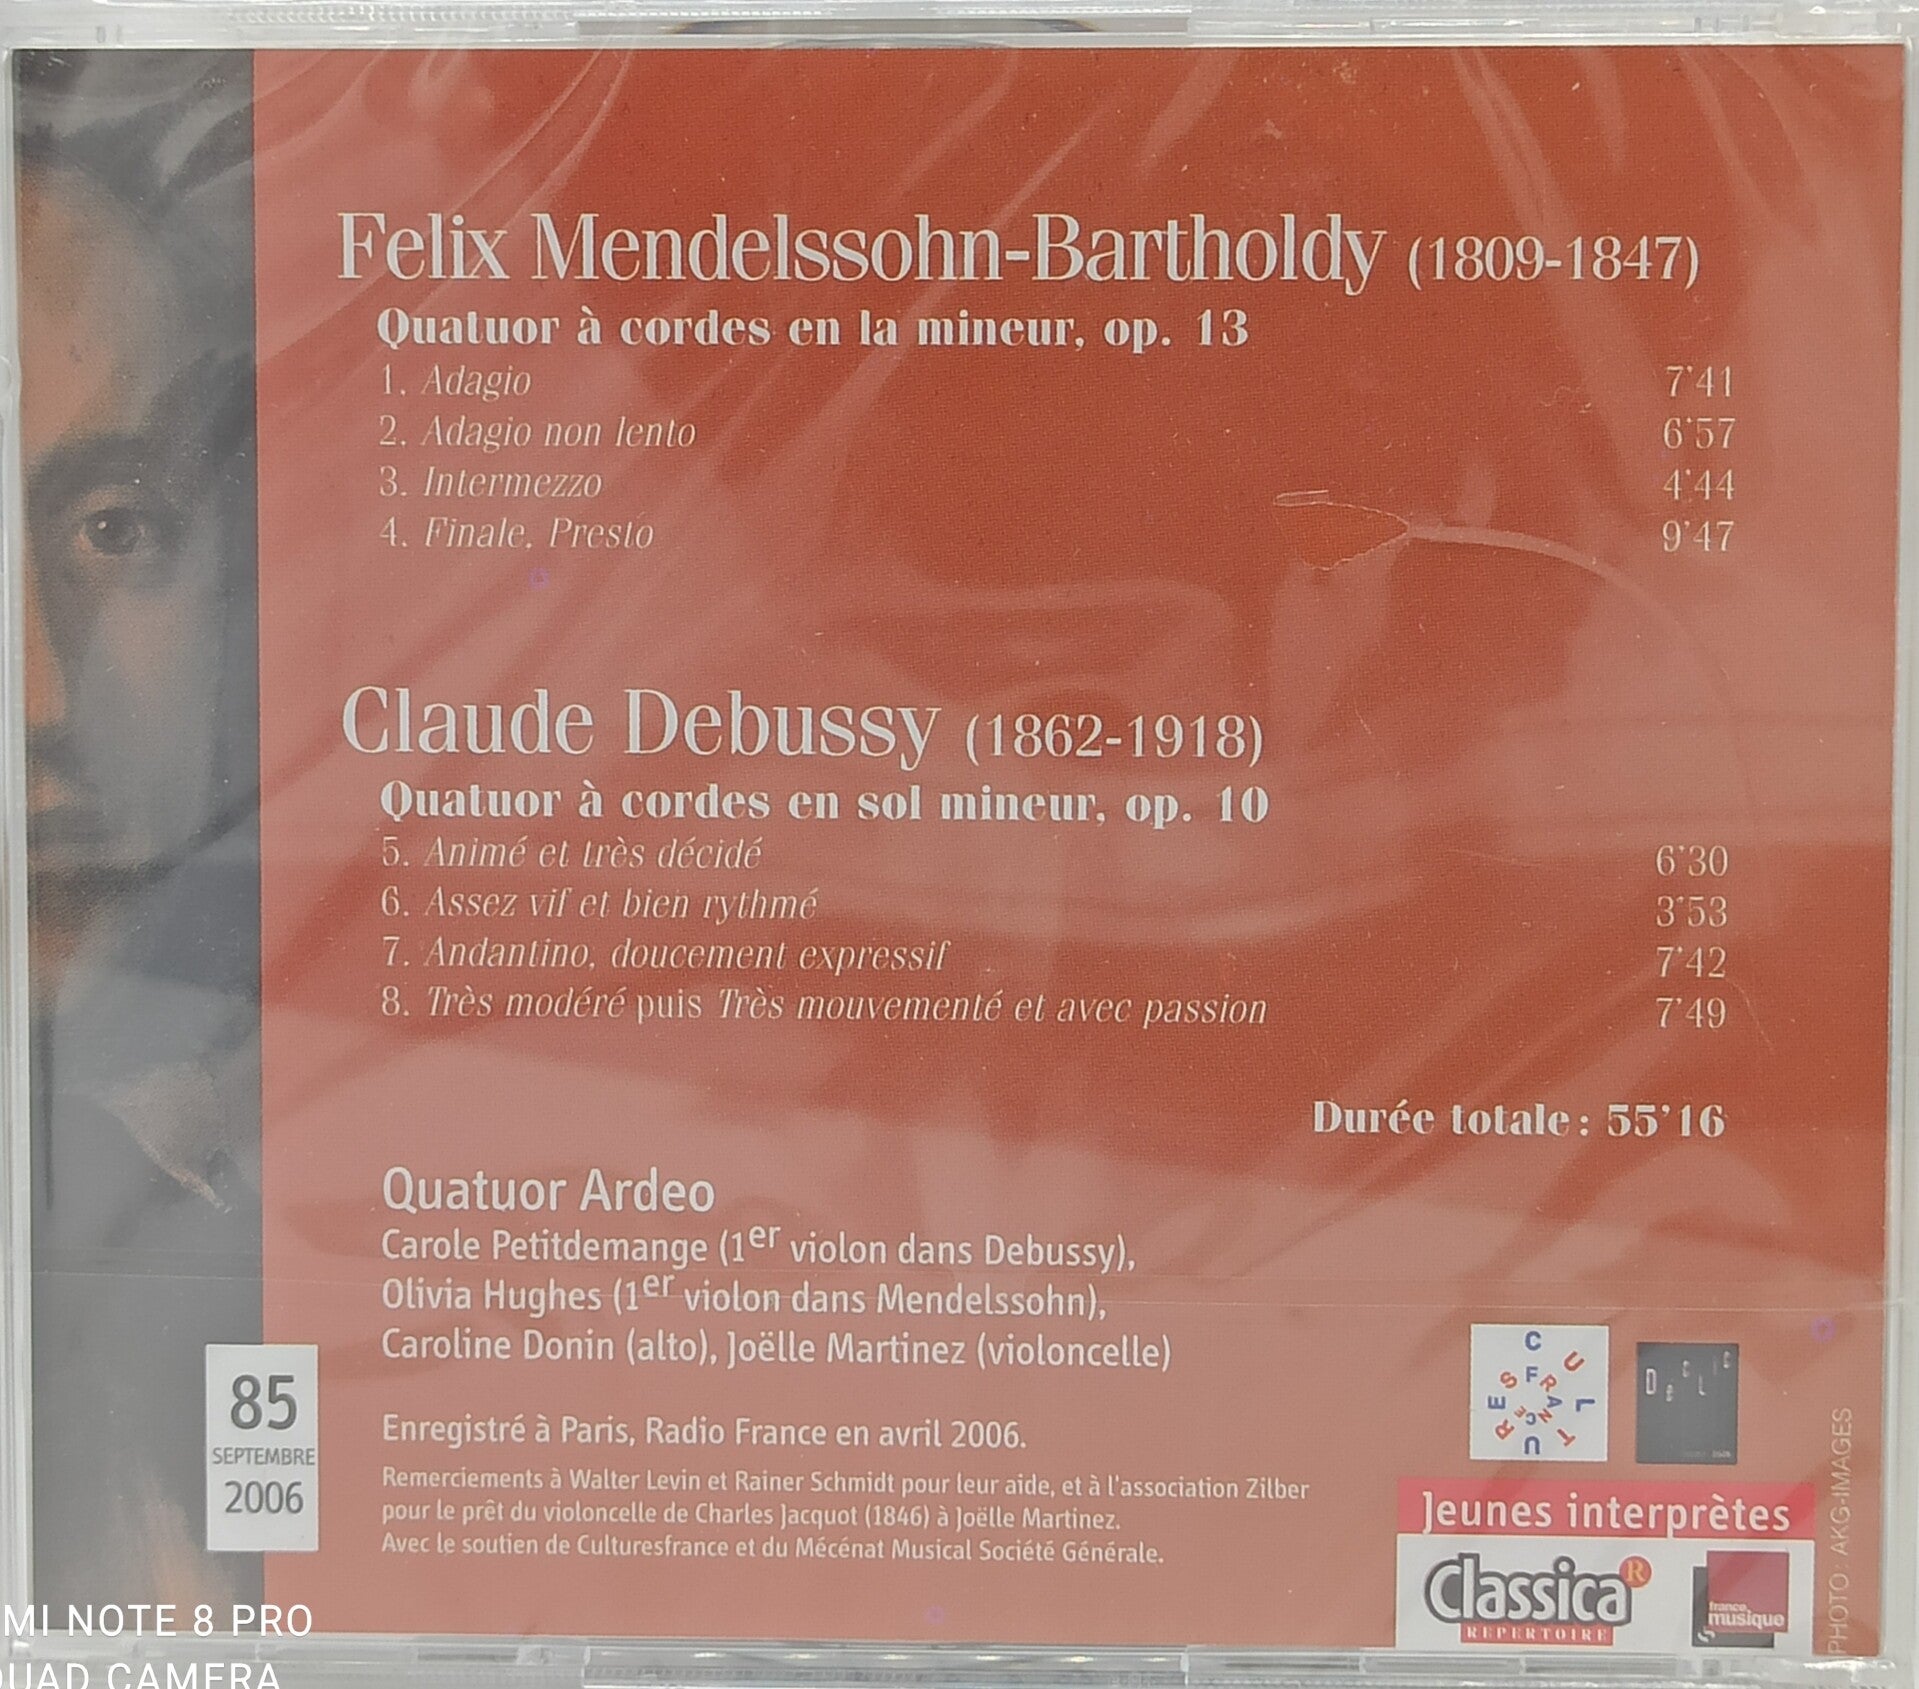 Felix Mendelssohn-Bartholdy (1809-1847)
Quatuor à cordes en la mineur, op. 13
1. Adagio 7'41
2. Adagio non lento 6'57
3. Intermezzo 4'44
4. Finale. Presto 9'47
Claude Debussy (1862-1918)
Quatuor à cordes en sol mineur, op. 10
5. Animé et très décidé 6'30
6. Assez vif et bien rythmé 3'53
7. Andantino, doucement expressif 7'42
8. Très modéré puis Très mouvementé et avec passion 7'49
Durée totale : 55'16
Quatuor Ardeo
Carole Petitdemange (1er violon dans Debussy),
Olivia Hughes (1er violon dans Mendelssohn),
Caroline Donin (alto), Joëlle Martinez (violoncelle)
Enregistré à Paris, Radio France en avril 2006.
Remerciements à Walter Levin et Rainer Schmidt pour leur aide, et à l'association Zilber
pour le prêt du violoncelle de Charles Jacquot (1846) à Joëlle Martinez.
Avec le soutien de Culturesfrance et du Mécénat Musical Société Générale.
85
SEPTEMBRE
2006
CULTURES
FRANCE
Declic
Jeunes interprètes
Classica R
REPERTOIRE
france
musique
PHOTO : AKG-IMAGES
MI NOTE 8 PRO
QUAD CAMERA